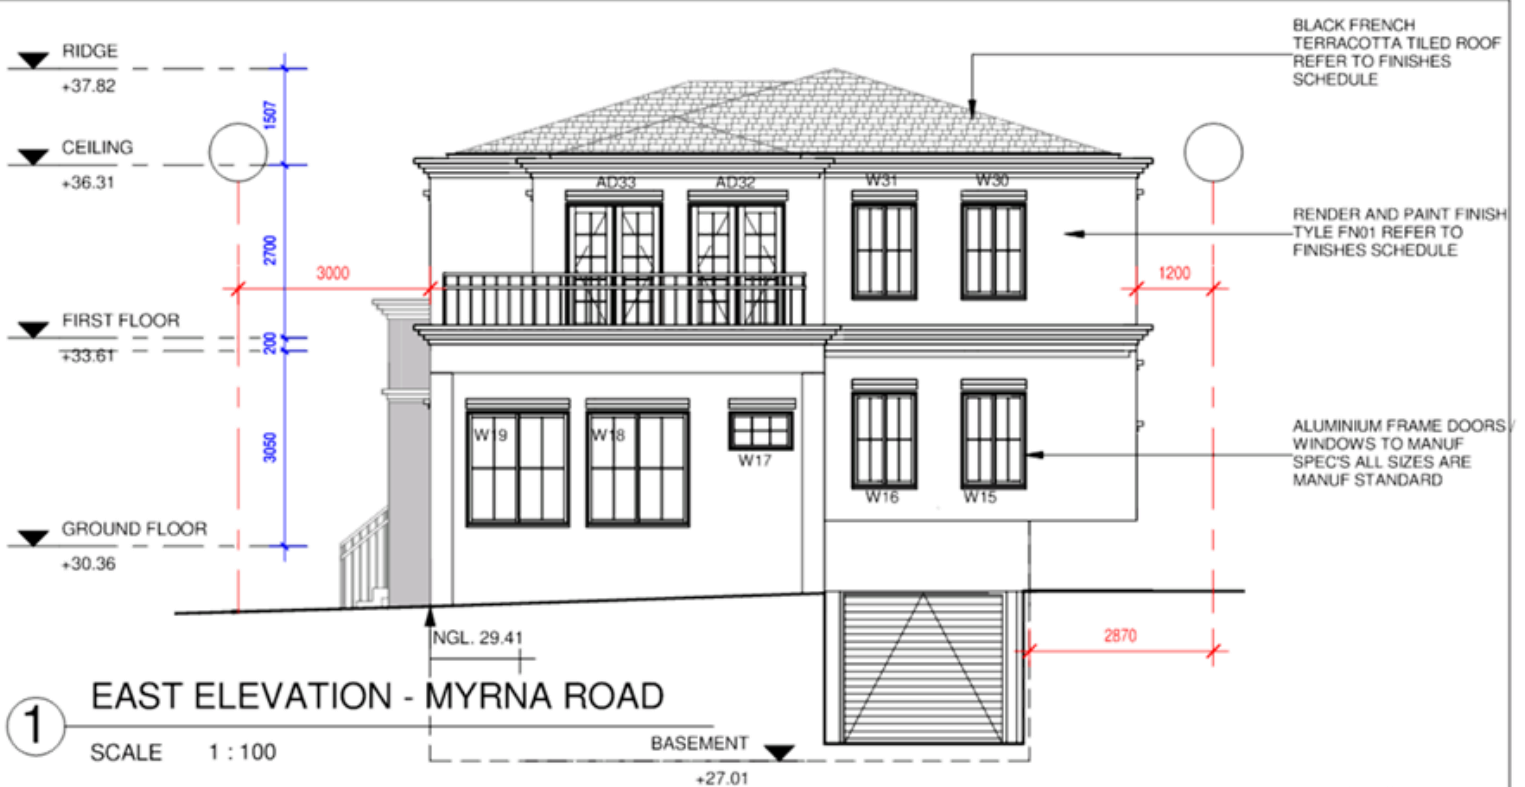 RIDGE
+37.82
CEILING
+36.31
FIRST FLOOR
+33.61
GROUND FLOOR
+30.36
1507
2700
200
3050
3000
AD33
AD32
W31
W30
W19
W18
W17
W16
W15
1200
2870
BLACK FRENCH
TERRACOTTA TILED ROOF
REFER TO FINISHES
SCHEDULE
RENDER AND PAINT FINISH
TYLE FN01 REFER TO
FINISHES SCHEDULE
ALUMINIUM FRAME DOORS /
WINDOWS TO MANUF
SPEC'S ALL SIZES ARE
MANUF STANDARD
NGL. 29.41
1
EAST ELEVATION - MYRNA ROAD
SCALE 1 : 100
BASEMENT
+27.01